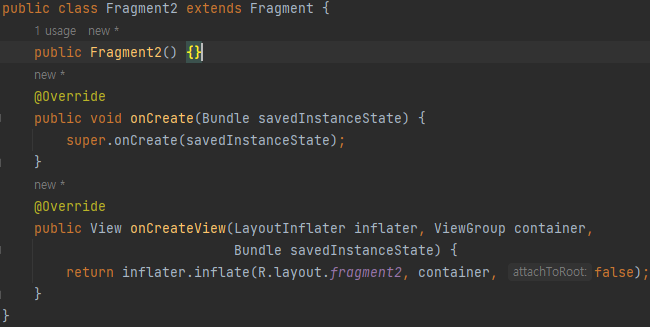 public class Fragment2 extends Fragment {
1 usage new *
public Fragment2() {}
new *
@Override
public void onCreate(Bundle savedInstanceState) {
super.onCreate(savedInstanceState);
}
new *
@Override
public View onCreateView(LayoutInflater inflater, ViewGroup container,
Bundle savedInstanceState) {
return inflater.inflate(R.layout.fragment2, container, attachToRoot: false);
}
}